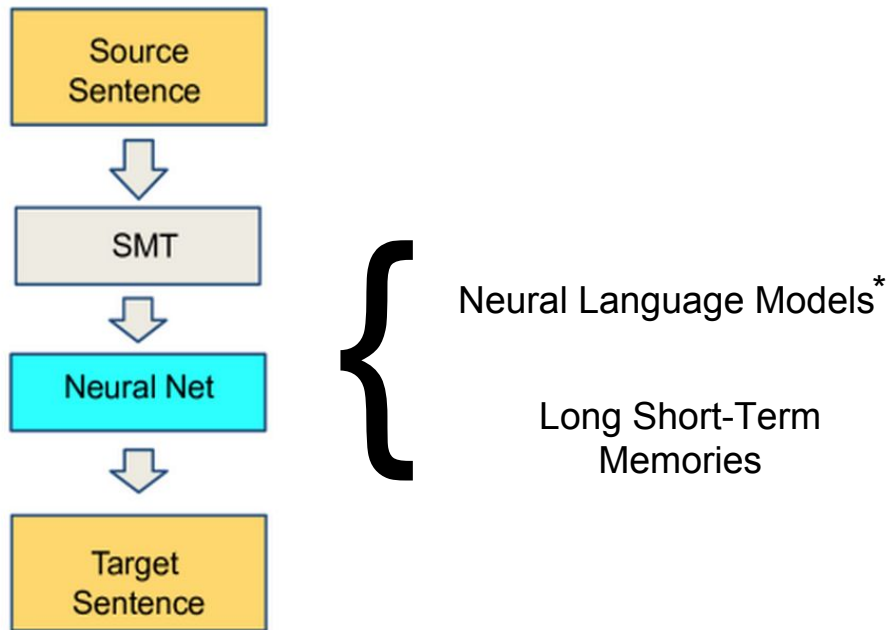 Source
Sentence
SMT
Neural Net
Target
Sentence
{
Neural Language Models*
Long Short-Term
Memories